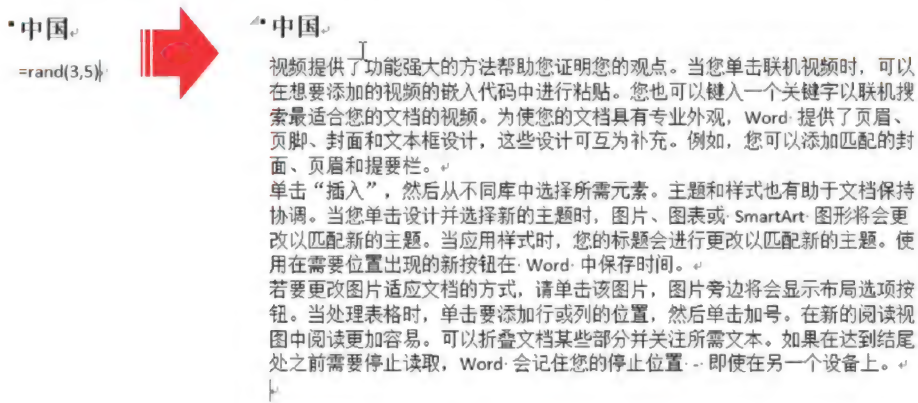 中国
=rand(3,5)
中国
视频提供了功能强大的方法帮助您证明您的观点。当您单击联机视频时，可以
在想要添加的视频的嵌入代码中进行粘贴。您也可以键入一个关键字以联机搜
索最适合您的文档的视频。为使您的文档具有专业外观，Word 提供了页眉、
页脚、封面和文本框设计，这些设计可互为补充。例如，您可以添加匹配的封
面、页眉和提要栏。
单击“插入”，然后从不同库中选择所需元素。主题和样式也有助于文档保持
协调。当您单击设计并选择新的主题时，图片、图表或 SmartArt 图形将会更
改以匹配新的主题。当应用样式时，您的标题会进行更改以匹配新的主题。使
用在需要位置出现的新按钮在 Word 中保存时间。
若要更改图片适应文档的方式，请单击该图片，图片旁边将会显示布局选项按
钮。当处理表格时，单击要添加行或列的位置，然后单击加号。在新的阅读视
图中阅读更加容易。可以折叠文档某些部分并关注所需文本。如果在达到结尾
处之前需要停止读取，Word 会记住您的停止位置 - 即使在另一个设备上。